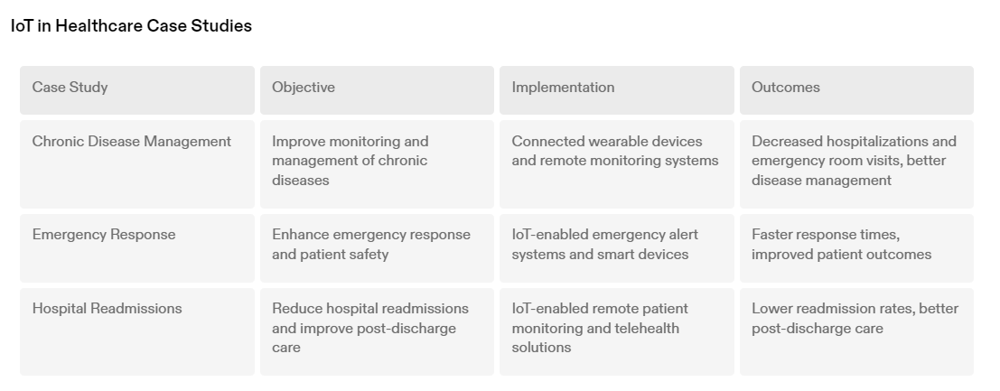 IoT in Healthcare Case Studies
Case Study
Objective
Implementation
Outcomes
Chronic Disease Management
Improve monitoring and
management of chronic
diseases
Connected wearable devices
and remote monitoring systems
Decreased hospitalizations and
emergency room visits, better
disease management
Emergency Response
Enhance emergency response
and patient safety
IoT-enabled emergency alert
systems and smart devices
Faster response times,
improved patient outcomes
Hospital Readmissions
Reduce hospital readmissions
and improve post-discharge
care
IoT-enabled remote patient
monitoring and telehealth
solutions
Lower readmission rates, better
post-discharge care